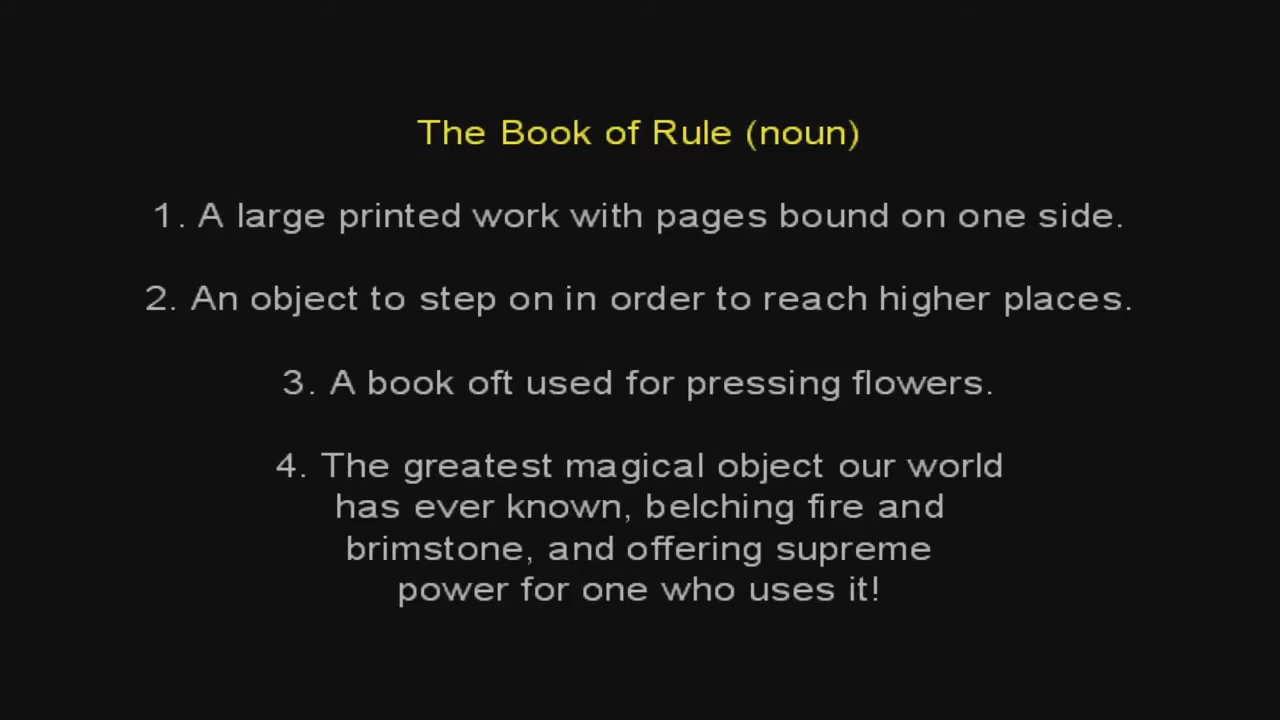 The Book of Rule (noun)
1. A large printed work with pages bound on one side.
2. An object to step on in order to reach higher places.
3. A book oft used for pressing flowers.
4. The greatest magical object our world
has ever known, belching fire and
brimstone, and offering supreme
power for one who uses it!